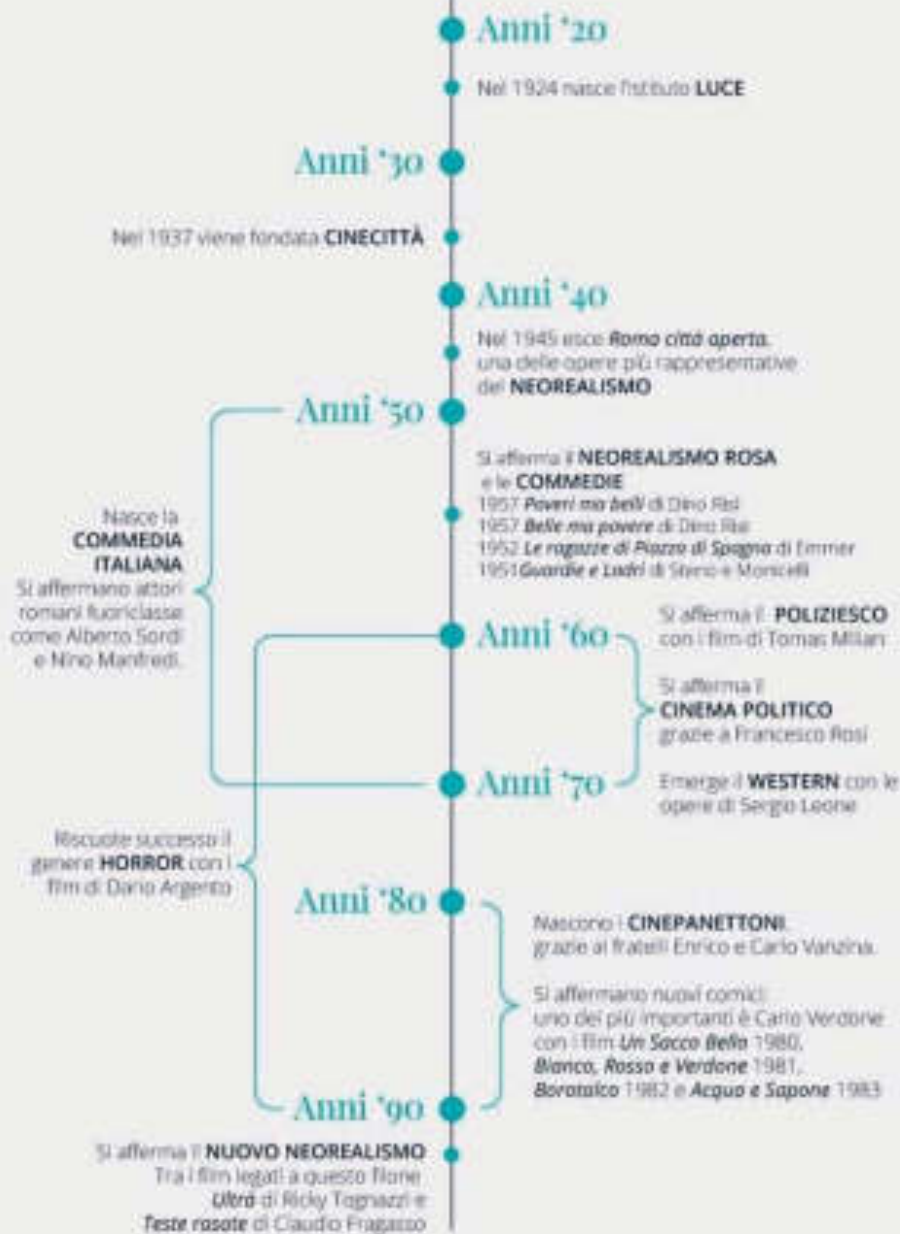 Anni ‘20
Nel 1924 nasce l'istituto LUCE
Anni ‘30
Nel 1937 viene fondata CINECITTÀ
Anni ‘40
Nel 1945 esce Roma città aperta,
una delle opere più rappresentative
del NEOREALISMO
Anni ‘50
Si afferma il NEOREALISMO ROSA
e le COMMEDIE
1957 Poveri ma belli di Dino Risi
1957 Belle ma povere di Dino Risi
1952 Le ragazze di Piazza di Spagna di Emmer
1951Guardie e Ladri di Steno e Monicelli
Nasce la
COMMEDIA
ITALIANA
Si affermano attori
romani fuoriclasse
come Alberto Sordi
e Nino Manfredi.
Anni ‘60
Si afferma il POLIZIESCO
con i film di Tomas Milian
Si afferma il
CINEMA POLITICO
grazie a Francesco Rosi
Anni ‘70
Emerge il WESTERN con le
opere di Sergio Leone
Riscuote successo il
genere HORROR con i
film di Dario Argento
Anni ‘80
Nascono i CINEPANETTONI,
grazie ai fratelli Enrico e Carlo Vanzina.
Si affermano nuovi comici:
uno dei più importanti è Carlo Verdone
con i film Un Sacco Bello 1980,
Bianco, Rosso e Verdone 1981,
Borotalco 1982 e Acqua e Sapone 1983
Anni ‘90
Si afferma il NUOVO NEOREALISMO
Tra i film legati a questo filone
Ultrà di Ricky Tognazzi e
Teste rasate di Claudio Fragasso